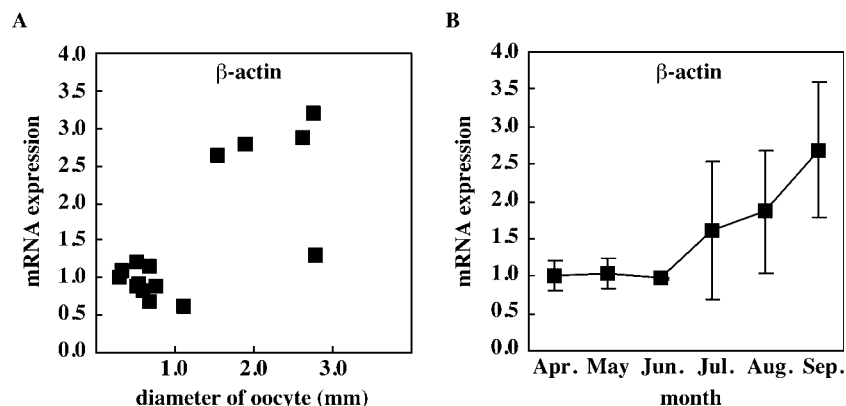 A
β-actin
mRNA expression
4.0
3.5
3.0
2.5
2.0
1.5
1.0
0.5
0.0
1.0 2.0 3.0
diameter of oocyte (mm)
B
β-actin
mRNA expression
4.0
3.5
3.0
2.5
2.0
1.5
1.0
0.5
0.0
Apr. May Jun. Jul. Aug. Sep.
month